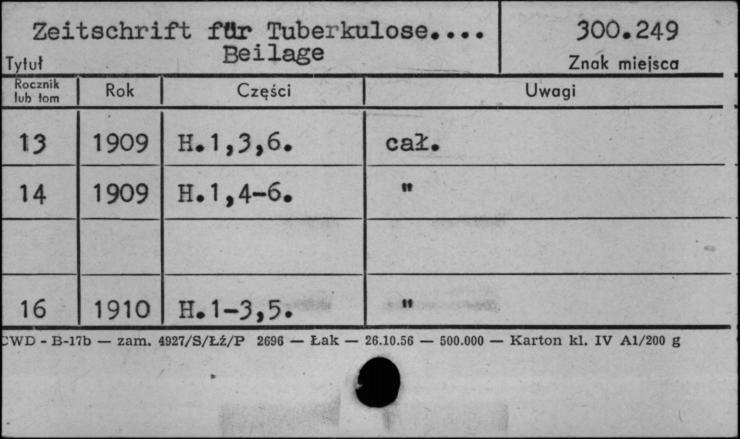 Zeitschrift für Tuberkulose.... 300.249
Tytuł Beilage Znak miejsca
Rocznik lub tom Rok Części Uwagi
13 1909 H.1,3,6. cał.
14 1909 H.1,4-6. "
16 1910 H.1-3,5. "
CWD - B-17b — zam. 4927/S/Łź/P 2696 — Łak — 26.10.56 — 500.000 — Karton kl. IV A1/200 g